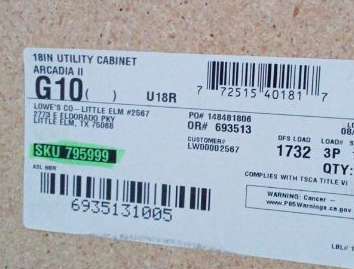 18IN UTILITY CABINET
ARCADIA II
G10( ) U18R
7 72515 40181 7
LOWE'S CO-LITTLE ELM #2567
2773 E ELDORADO PKY
LITTLE ELM, TX 75068
PO# 148481806
OR# 693513
CUSTOMER#
LW00002567
DFS LOAD LOAD#
1732 3P
QTY:
SKU 795999
COMPLIES WITH TSCA TITLE VI
WARNING: Cancer -
www.P65Warnings.ca.gov
6935131005
LBL#